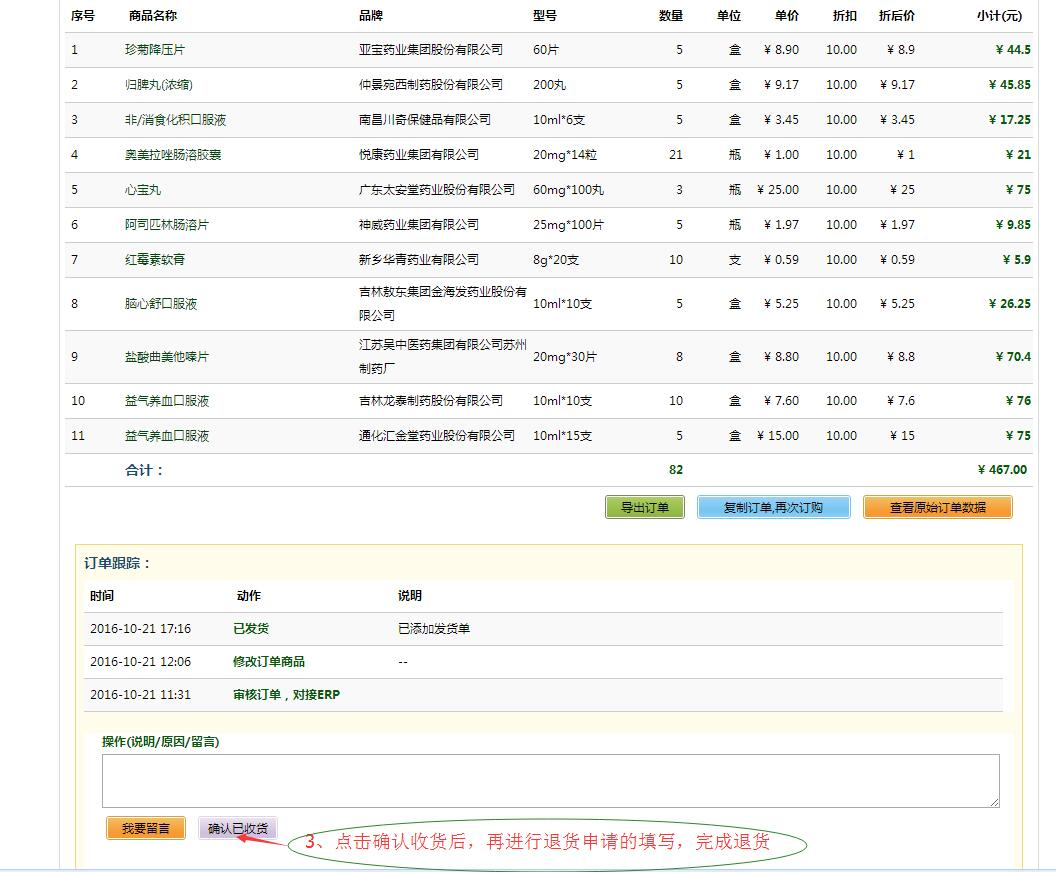 序号 商品名称 品牌 型号 数量 单位 单价 折扣 折后价 小计(元)
1 珍菊降压片 亚宝药业集团股份有限公司 60片 5 盒 ¥ 8.90 10.00 ¥ 8.9 ¥ 44.5
2 归脾丸(浓缩) 仲景宛西制药股份有限公司 200丸 5 盒 ¥ 9.17 10.00 ¥ 9.17 ¥ 45.85
3 非/消食化积口服液 南昌川奇保健品有限公司 10ml*6支 5 盒 ¥ 3.45 10.00 ¥ 3.45 ¥ 17.25
4 奥美拉唑肠溶胶囊 悦康药业集团有限公司 20mg*14粒 21 瓶 ¥ 1.00 10.00 ¥ 1 ¥ 21
5 心宝丸 广东太安堂药业股份有限公司 60mg*100丸 3 瓶 ¥ 25.00 10.00 ¥ 25 ¥ 75
6 阿司匹林肠溶片 神威药业集团有限公司 25mg*100片 5 瓶 ¥ 1.97 10.00 ¥ 1.97 ¥ 9.85
7 红霉素软膏 新乡华青药业有限公司 8g*20支 10 支 ¥ 0.59 10.00 ¥ 0.59 ¥ 5.9
8 脑心舒口服液 吉林敖东集团金海发药业股份有
限公司 10ml*10支 5 盒 ¥ 5.25 10.00 ¥ 5.25 ¥ 26.25
9 盐酸曲美他嗪片 江苏吴中医药集团有限公司苏州
制药厂 20mg*30片 8 盒 ¥ 8.80 10.00 ¥ 8.8 ¥ 70.4
10 益气养血口服液 吉林龙泰制药股份有限公司 10ml*10支 10 盒 ¥ 7.60 10.00 ¥ 7.6 ¥ 76
11 益气养血口服液 通化汇金堂药业股份有限公司 10ml*15支 5 盒 ¥ 15.00 10.00 ¥ 15 ¥ 75
合计： 82 ¥ 467.00
导出订单 复制订单,再次订购 查看原始订单数据
订单跟踪：
时间 动作 说明
2016-10-21 17:16 已发货 已添加发货单
2016-10-21 12:06 修改订单商品 --
2016-10-21 11:31 审核订单，对接ERP
操作(说明/原因/留言)
我要留言 确认已收货
3、点击确认收货后，再进行退货申请的填写，完成退货